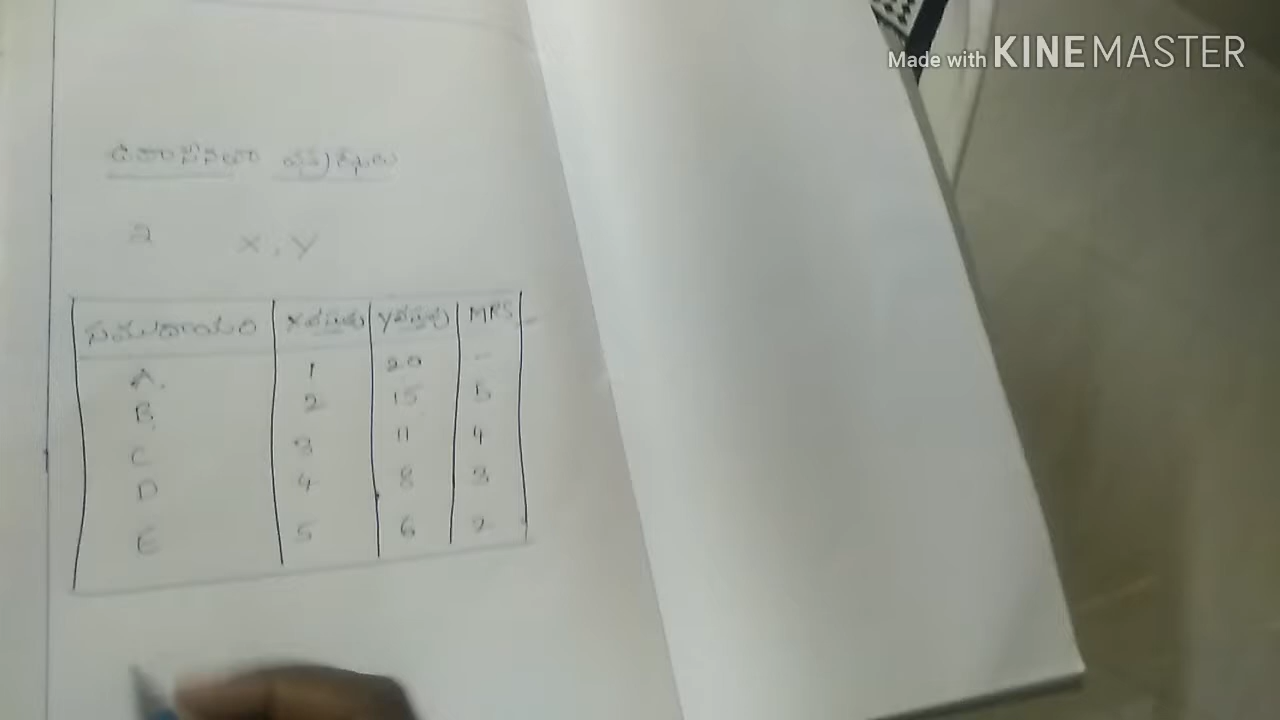 Made with KINEMASTER
ఉదాసీనతా వక్రరేఖలు
2 X, Y
సముదాయం X వస్తువు Y వస్తువు MRS
A. 1 20 -
B. 2 15 5
C 3 11 4
D 4 8 3
E 5 6 2